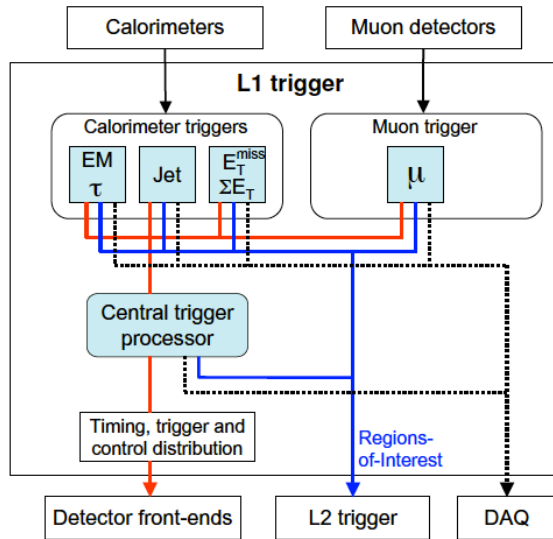 Calorimeters
Muon detectors
L1 trigger
Calorimeter triggers
Muon trigger
EM
τ
Jet
E_T^miss
ΣE_T
μ
Central trigger
processor
Timing, trigger and
control distribution
Regions-
of-Interest
Detector front-ends
L2 trigger
DAQ